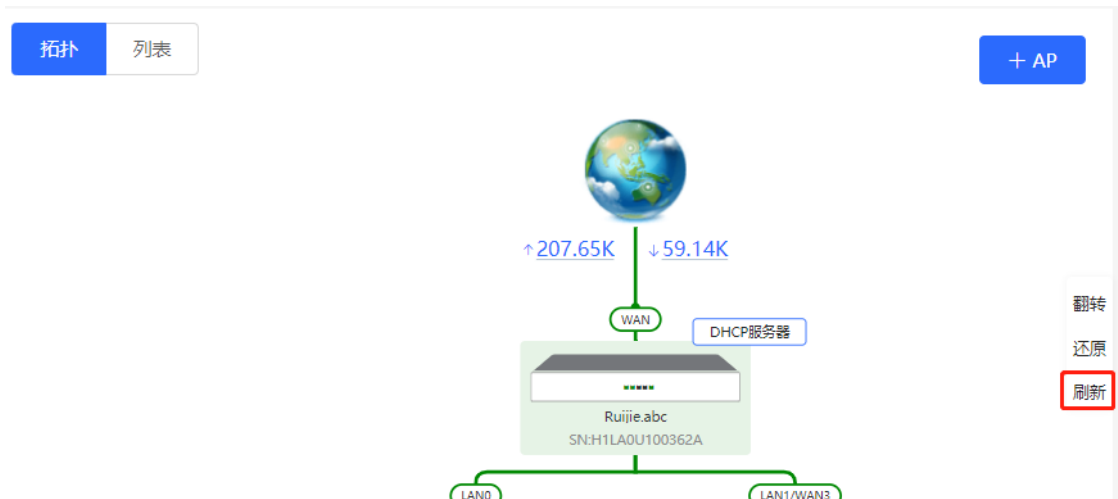 拓扑 列表
+ AP
↑207.65K ↓59.14K
WAN
DHCP服务器
翻转
还原
刷新
Ruijie.abc
SN:H1LA0U100362A
LAN0 LAN1/WAN3